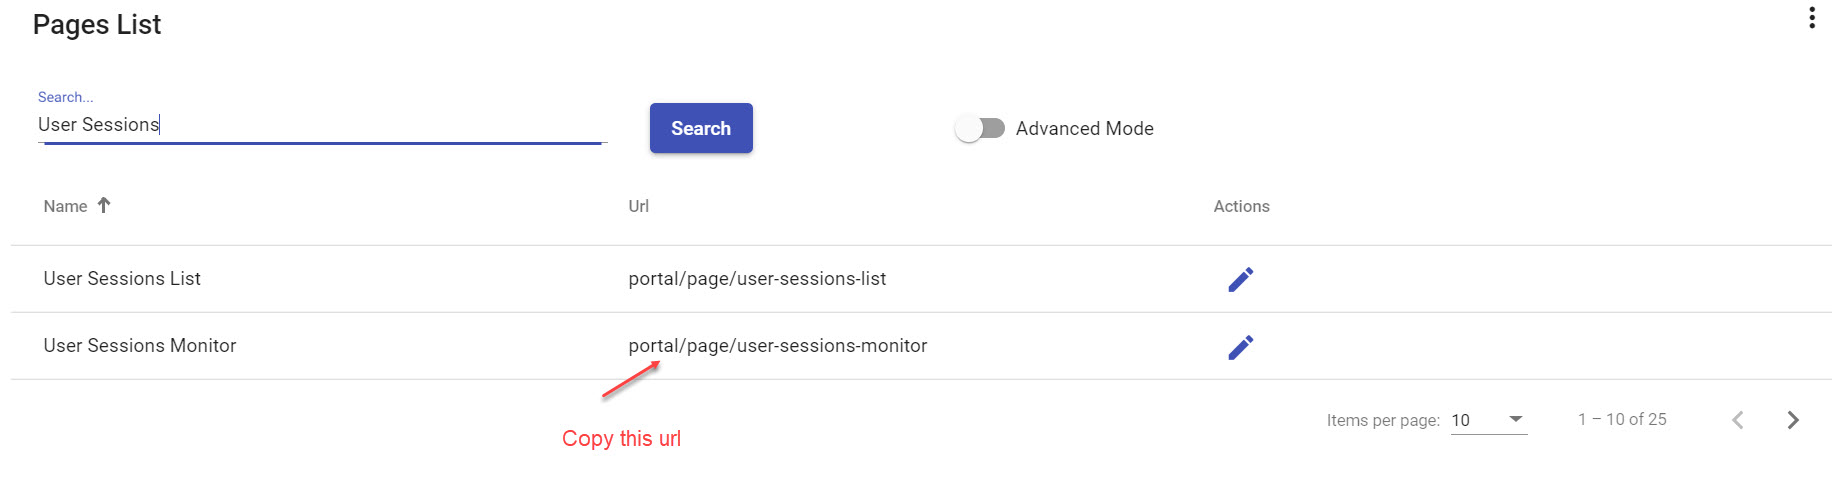 Pages List
Search...
User Sessions
Search
Advanced Mode
Name Url Actions
User Sessions List portal/page/user-sessions-list
User Sessions Monitor portal/page/user-sessions-monitor
Items per page: 10 1 – 10 of 25
Copy this url